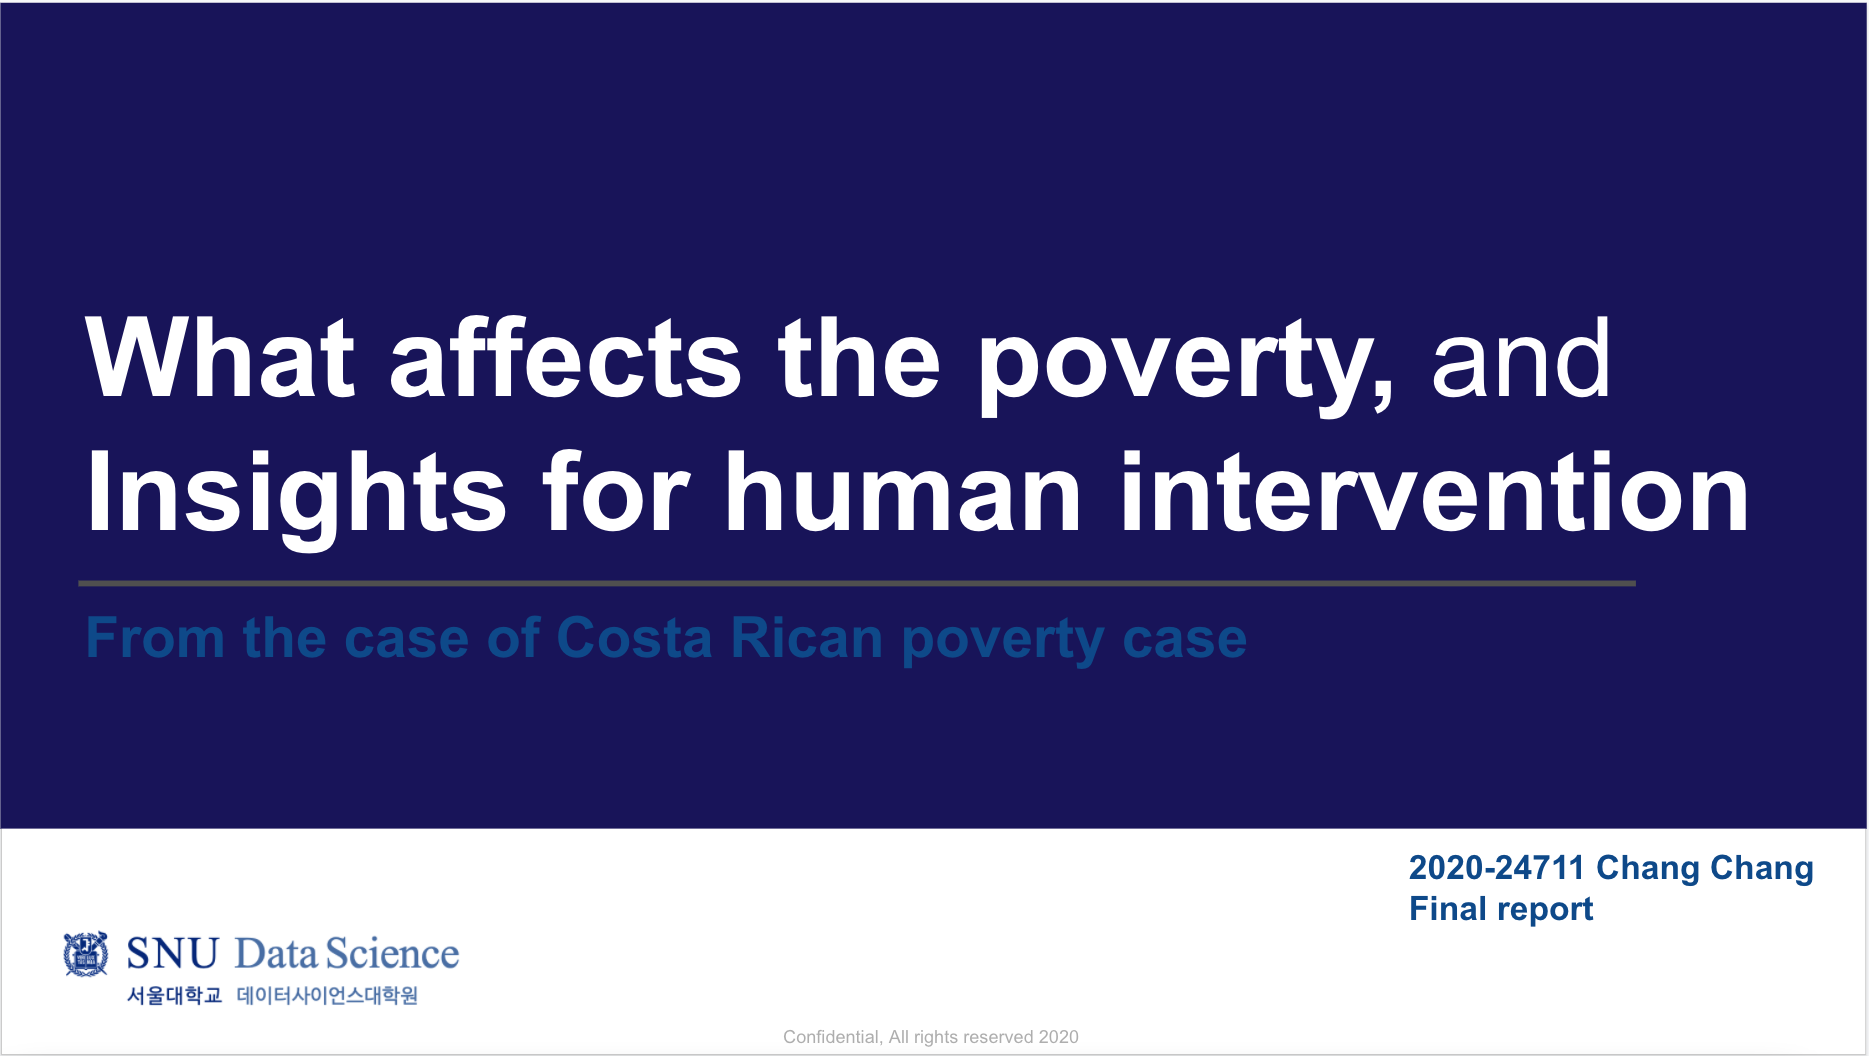 What affects the poverty, and
Insights for human intervention
From the case of Costa Rican poverty case
2020-24711 Chang Chang
Final report
SNU Data Science
서울대학교 데이터사이언스대학원
Confidential, All rights reserved 2020